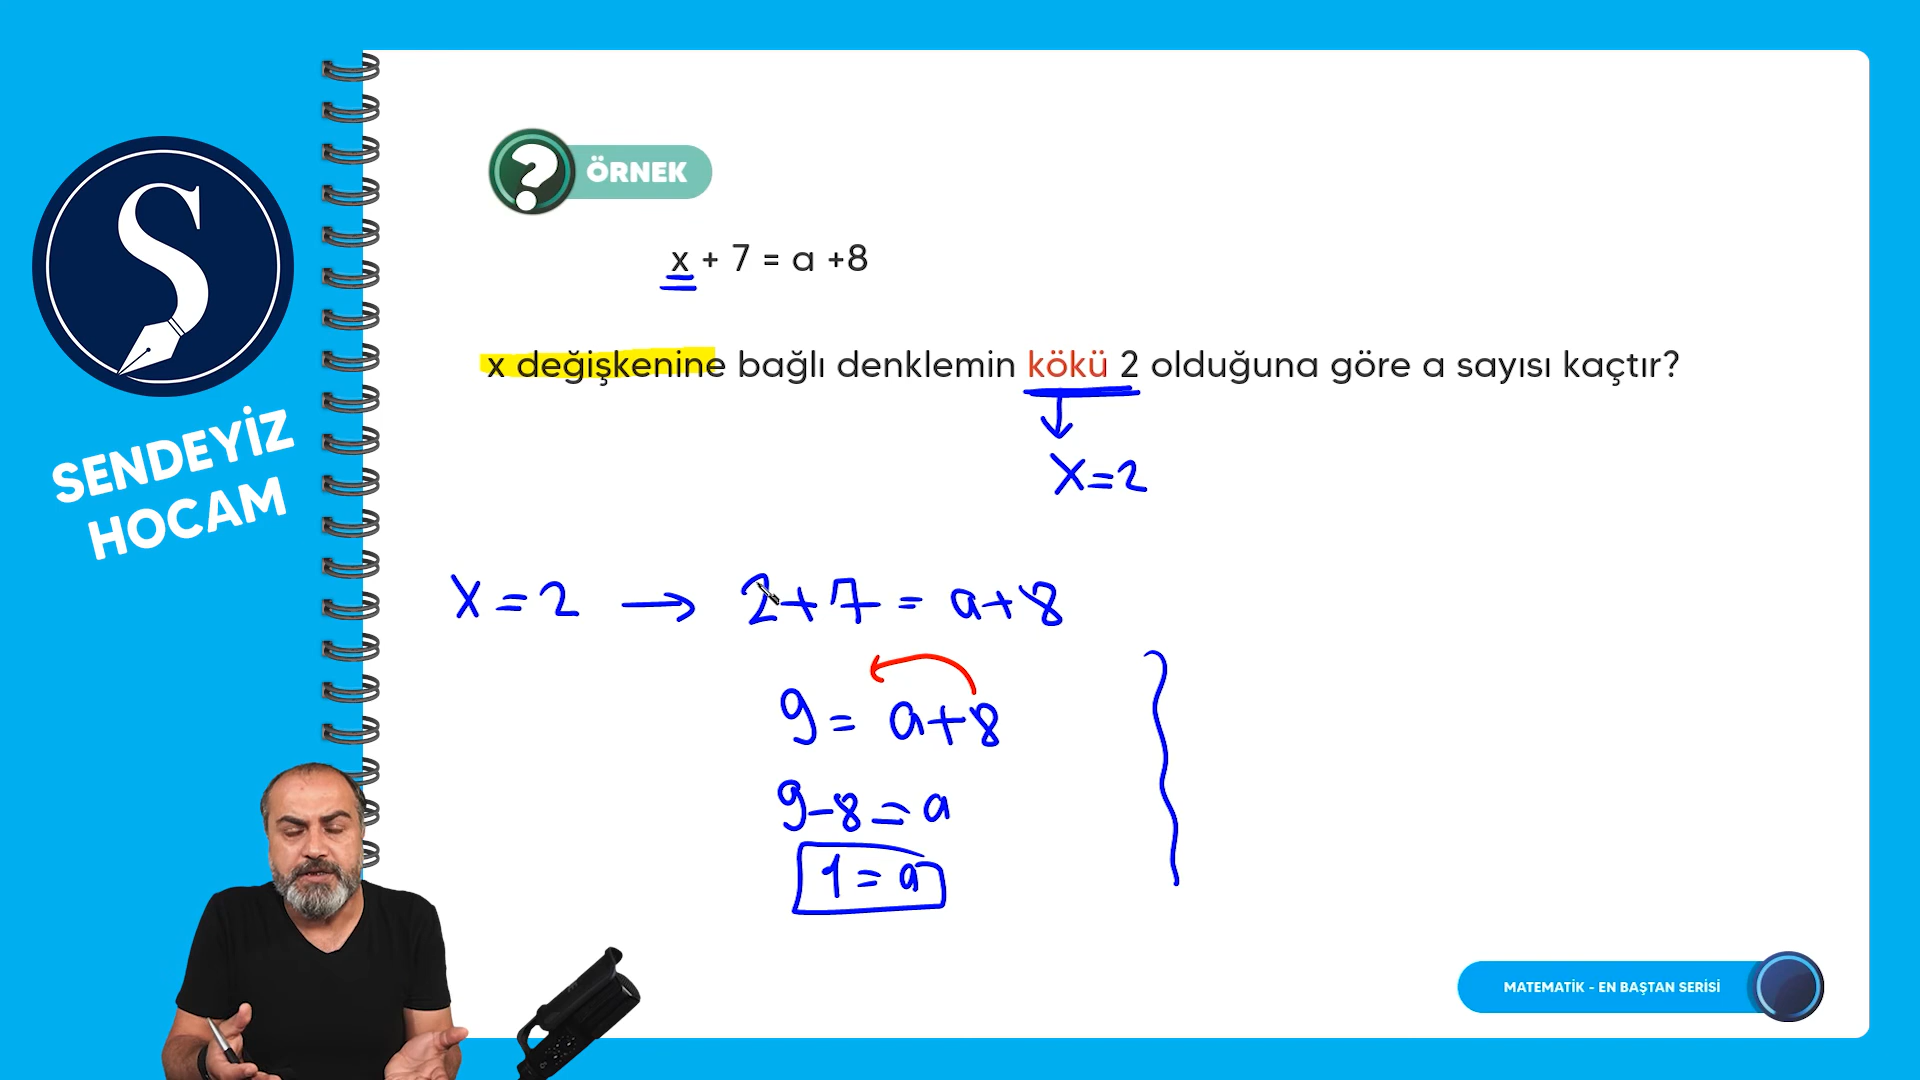 SENDEYİZ
HOCAM
? ÖRNEK
x + 7 = a +8
x değişkenine bağlı denklemin kökü 2 olduğuna göre a sayısı kaçtır?
↓
X=2
X = 2 → 2+7 = a+8
9 = a+8
9-8 = a
1 = a
MATEMATİK - EN BAŞTAN SERİSİ